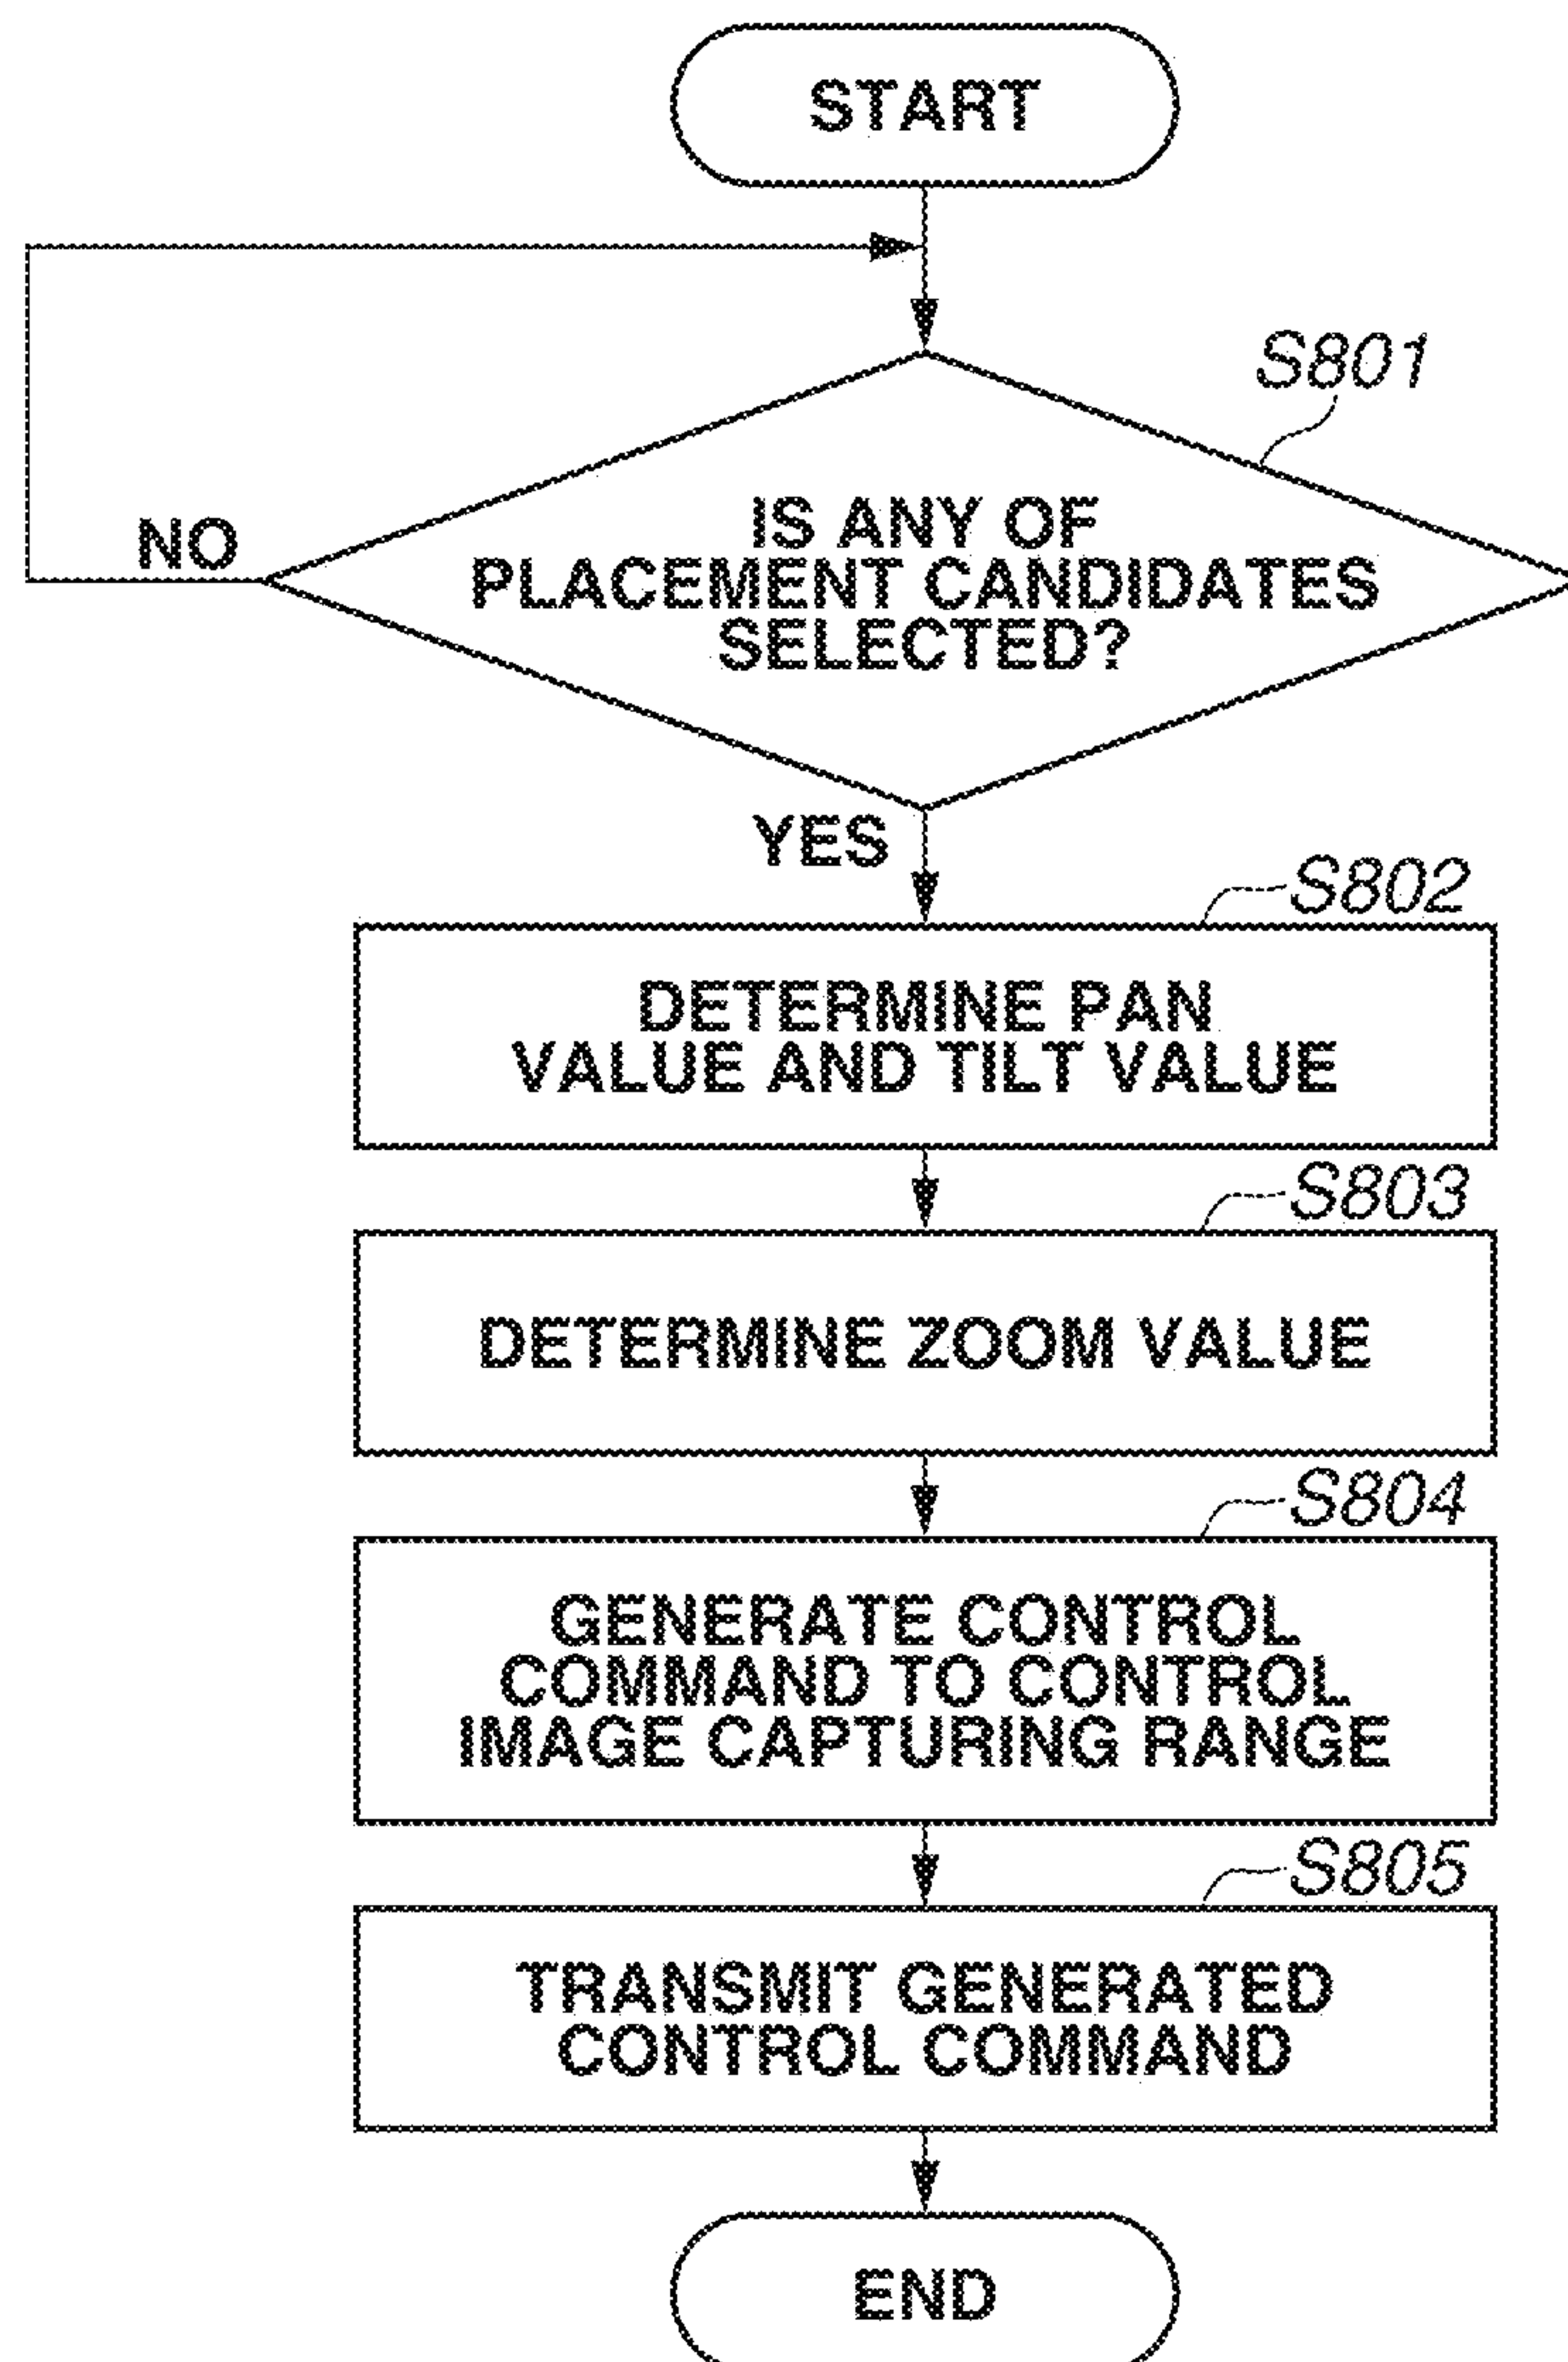 START
S801
IS ANY OF
PLACEMENT CANDIDATES
SELECTED?
NO
YES
S802
DETERMINE PAN
VALUE AND TILT VALUE
S803
DETERMINE ZOOM VALUE
S804
GENERATE CONTROL
COMMAND TO CONTROL
IMAGE CAPTURING RANGE
S805
TRANSMIT GENERATED
CONTROL COMMAND
END